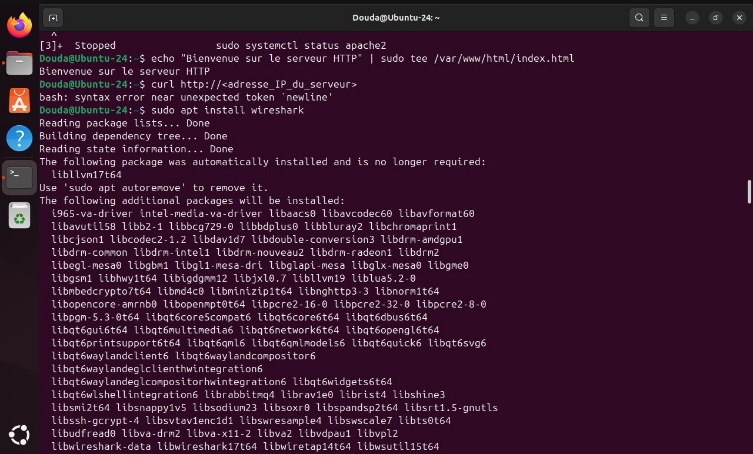 Douda@Ubuntu-24: ~
^
[3]+  Stopped                 sudo systemctl status apache2
Douda@Ubuntu-24:~$ echo "Bienvenue sur le serveur HTTP" | sudo tee /var/www/html/index.html
Bienvenue sur le serveur HTTP
Douda@Ubuntu-24:~$ curl http://<adresse_IP_du_serveur>
bash: syntax error near unexpected token `newline'
Douda@Ubuntu-24:~$ sudo apt install wireshark
Reading package lists... Done
Building dependency tree... Done
Reading state information... Done
The following package was automatically installed and is no longer required:
  libllvm17t64
Use 'sudo apt autoremove' to remove it.
The following additional packages will be installed:
  i965-va-driver intel-media-va-driver libaacs0 libavcodec60 libavformat60
  libavutil58 libb2-1 libbcg729-0 libbdplus0 libbluray2 libchromaprint1
  libcjson1 libcodec2-1.2 libdav1d7 libdouble-conversion3 libdrm-amdgpu1
  libdrm-common libdrm-intel1 libdrm-nouveau2 libdrm-radeon1 libdrm2
  libegl-mesa0 libgbm1 libgl1-mesa-dri libglapi-mesa libglx-mesa0 libgme0
  libgsm1 libhwy1t64 libigdgmm12 libjxl0.7 libllvm19 liblua5.2-0
  libmbedcrypto7t64 libmd4c0 libminizip1t64 libnghttp3-3 libnorm1t64
  libopencore-amrnb0 libopenmpt0t64 libpcre2-16-0 libpcre2-32-0 libpcre2-8-0
  libpgm-5.3-0t64 libqt6core5compat6 libqt6core6t64 libqt6dbus6t64
  libqt6gui6t64 libqt6multimedia6 libqt6network6t64 libqt6opengl6t64
  libqt6printsupport6t64 libqt6qml6 libqt6qmlmodels6 libqt6quick6 libqt6svg6
  libqt6waylandclient6 libqt6waylandcompositor6
  libqt6waylandeglclienthwintegration6
  libqt6waylandeglcompositorhwintegration6 libqt6widgets6t64
  libqt6wlshellintegration6 librabbitmq4 librav1e0 librist4 libshine3
  libsmi2t64 libsnappy1v5 libsodium23 libsoxr0 libspandsp2t64 libsrt1.5-gnutls
  libssh-gcrypt-4 libsvtav1enc1d1 libswresample4 libswscale7 libts0t64
  libudfread0 libva-drm2 libva-x11-2 libva2 libvdpau1 libvpl2
  libwireshark-data libwireshark17t64 libwiretap14t64 libwsutil15t64